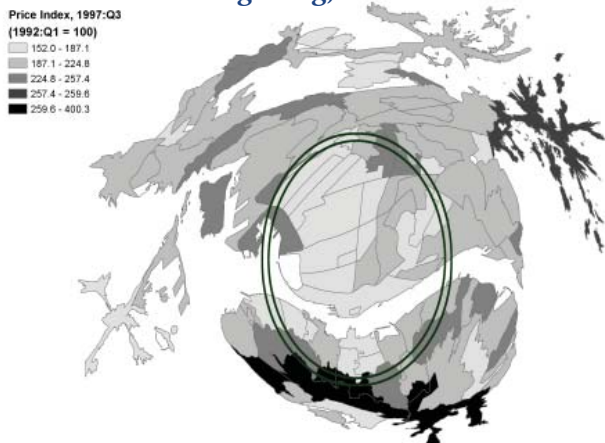 Price Index, 1997:Q3
(1992:Q1 = 100)
152.0 - 187.1
187.1 - 224.8
224.8 - 257.4
257.4 - 259.6
259.6 - 400.3